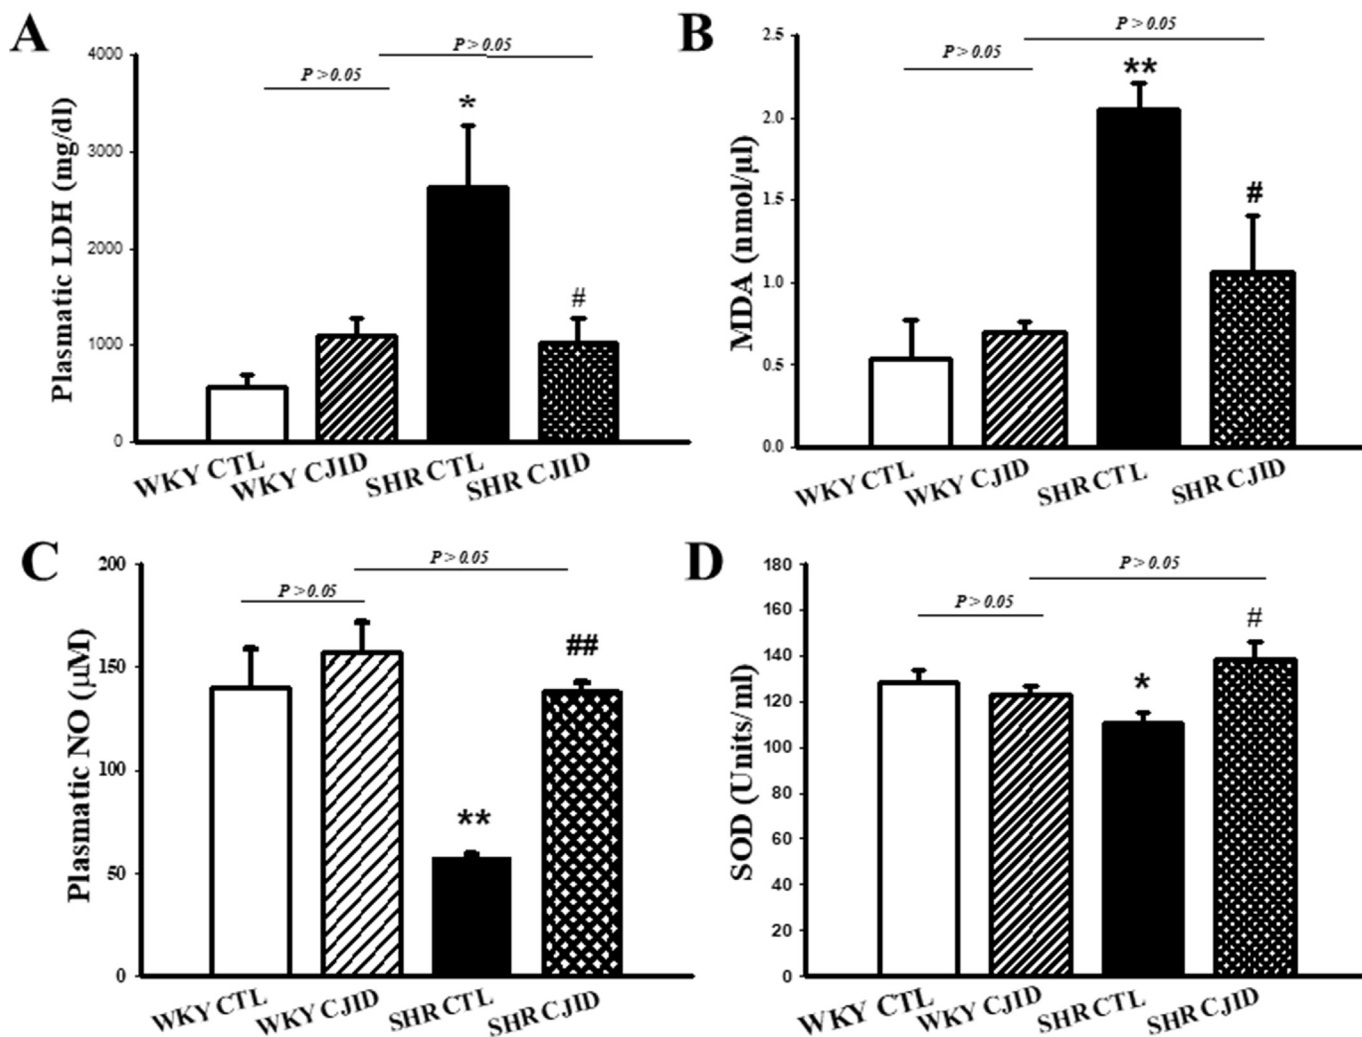 A
Plasmatic LDH (mg/dl)
4000
3000
2000
1000
0
P > 0.05
P > 0.05
*
#
WKY CTL
WKY CJID
SHR CTL
SHR CJID
B
MDA (nmol/µl)
2.5
2.0
1.5
1.0
0.5
0.0
P > 0.05
P > 0.05
**
#
WKY CTL
WKY CJID
SHR CTL
SHR CJID
C
Plasmatic NO (µM)
200
150
100
50
0
P > 0.05
P > 0.05
**
##
WKY CTL
WKY CJID
SHR CTL
SHR CJID
D
SOD (Units/ml)
180
160
140
120
100
80
60
40
20
0
P > 0.05
P > 0.05
*
#
WKY CTL
WKY CJID
SHR CTL
SHR CJID